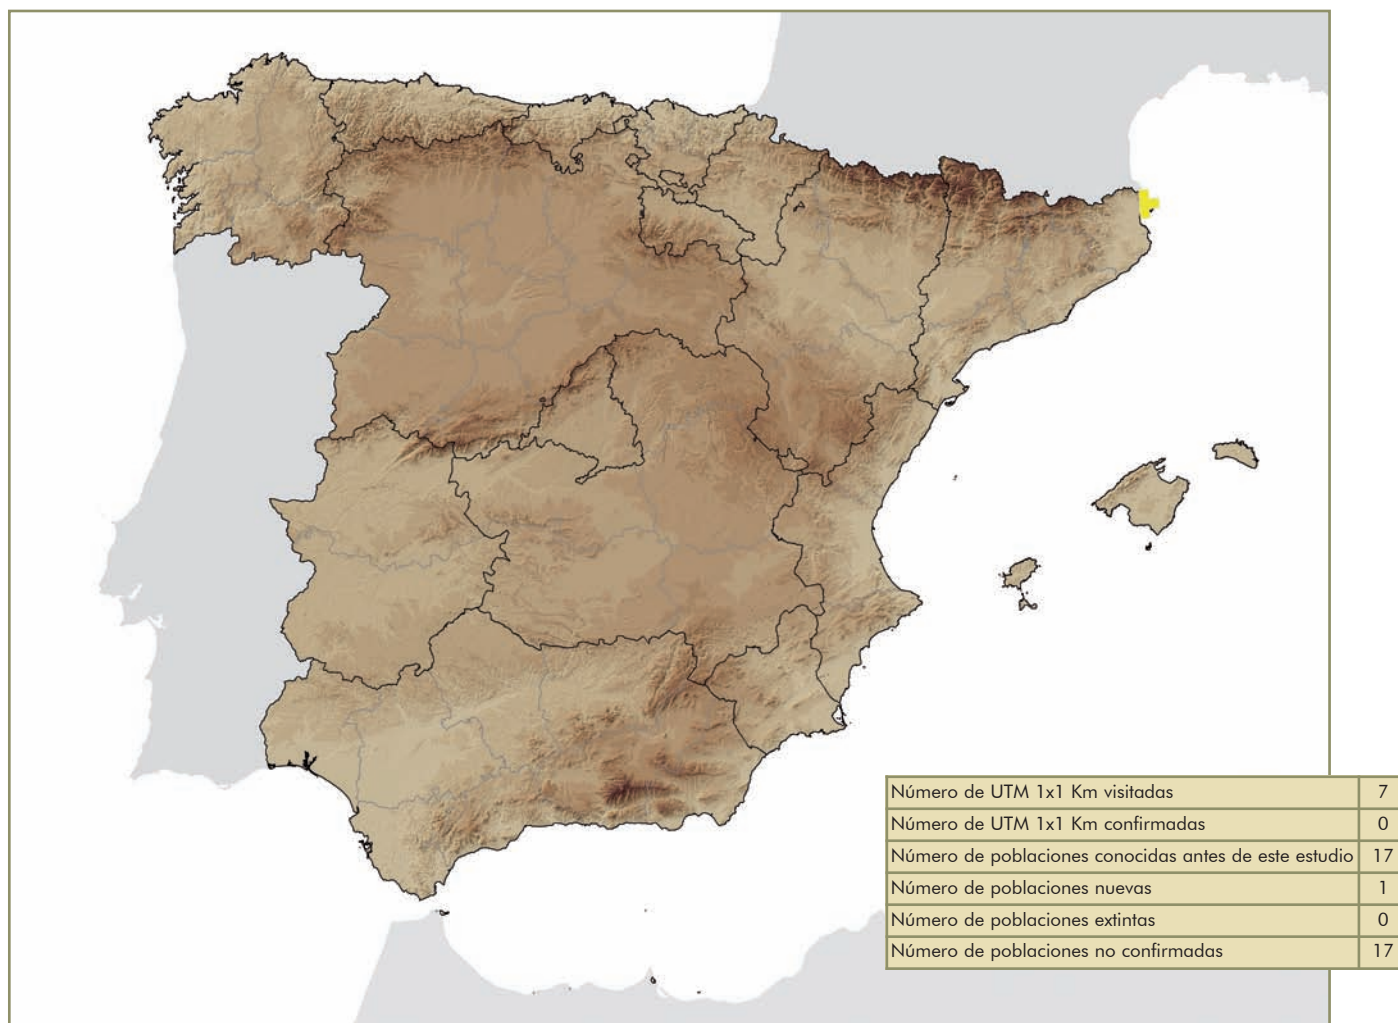 Número de UTM 1x1 Km visitadas 7
Número de UTM 1x1 Km confirmadas 0
Número de poblaciones conocidas antes de este estudio 17
Número de poblaciones nuevas 1
Número de poblaciones extintas 0
Número de poblaciones no confirmadas 17